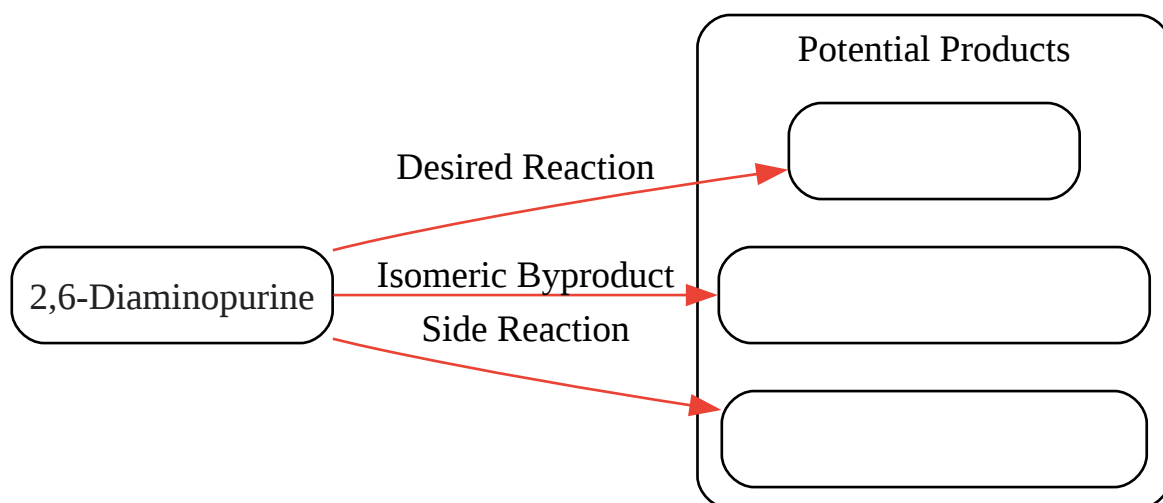 Potential Products
Desired Reaction
2,6-Diaminopurine
Isomeric Byproduct
Side Reaction